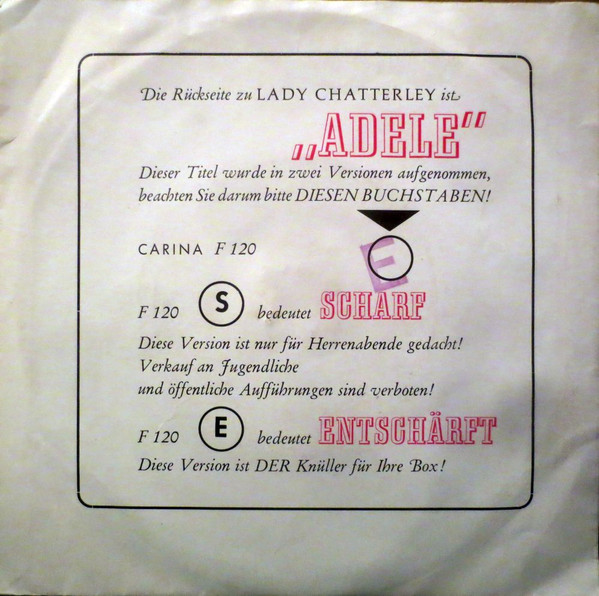 Die Rückseite zu LADY CHATTERLEY ist
„ADELE”
Dieser Titel wurde in zwei Versionen aufgenommen,
beachten Sie darum bitte DIESEN BUCHSTABEN!
CARINA F 120 E
F 120 S bedeutet SCHARF
Diese Version ist nur für Herrenabende gedacht!
Verkauf an Jugendliche
und öffentliche Aufführungen sind verboten!
F 120 E bedeutet ENTSCHÄRFT
Diese Version ist DER Knüller für Ihre Box!